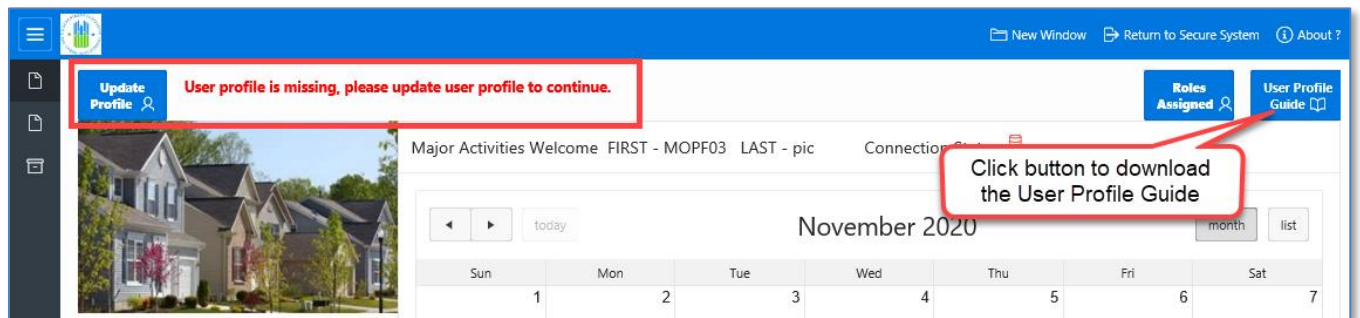 New Window Return to Secure System About ?
Update
Profile
User profile is missing, please update user profile to continue.
Roles
Assigned
User Profile
Guide
Major Activities Welcome FIRST - MOPF03 LAST - pic Connection
Click button to download
the User Profile Guide
today
November 2020
month
list
Sun Mon Tue Wed Thu Fri Sat
1 2 3 4 5 6 7